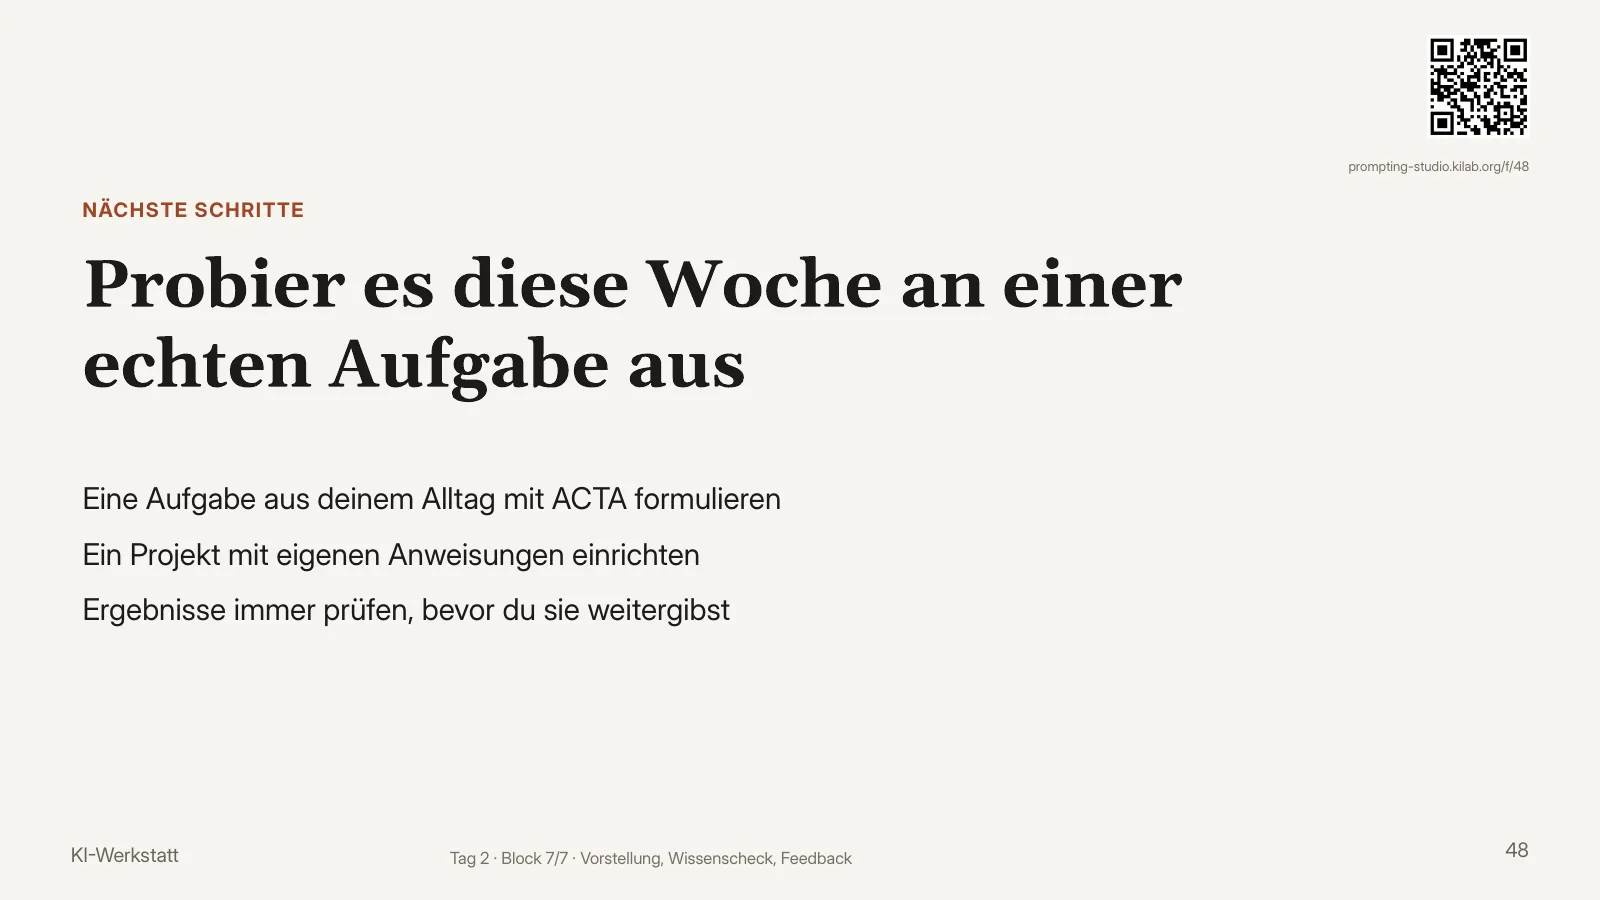 prompting-studio.kilab.org/f/48
NÄCHSTE SCHRITTE
Probier es diese Woche an einer
echten Aufgabe aus
Eine Aufgabe aus deinem Alltag mit ACTA formulieren
Ein Projekt mit eigenen Anweisungen einrichten
Ergebnisse immer prüfen, bevor du sie weitergibst
KI-Werkstatt
Tag 2 · Block 7/7 · Vorstellung, Wissenscheck, Feedback
48